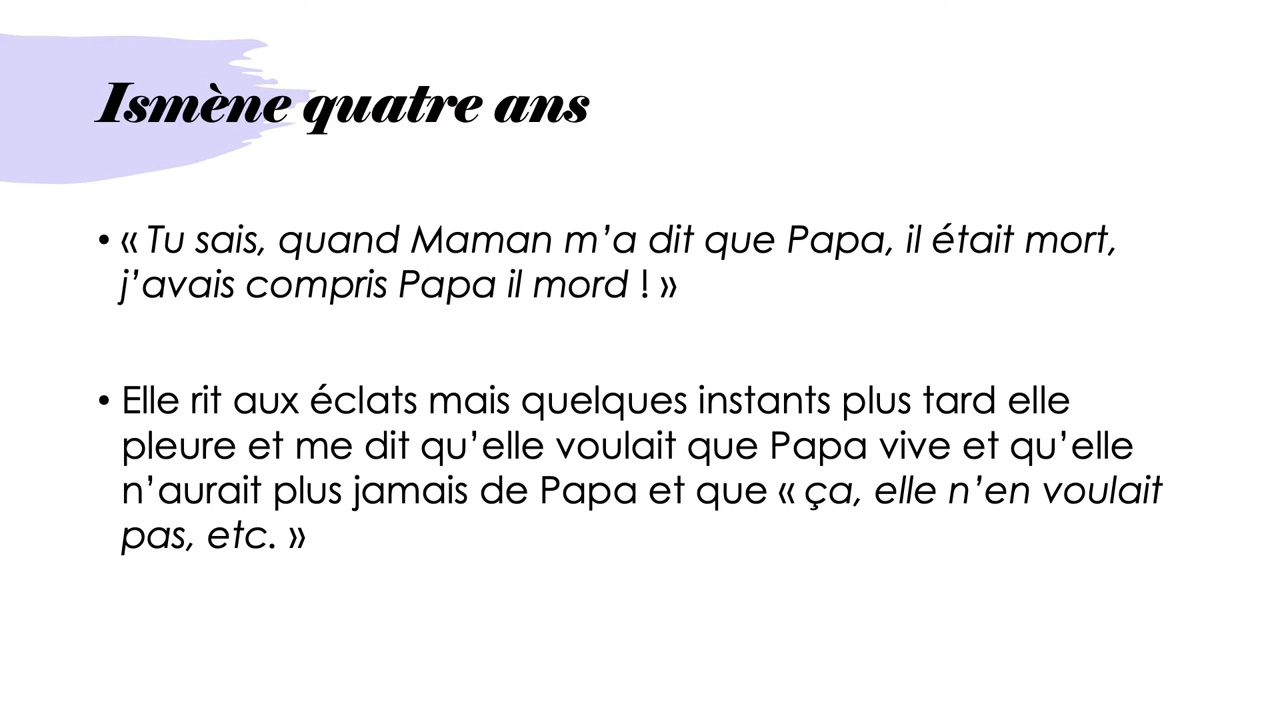 Ismène quatre ans
• « Tu sais, quand Maman m’a dit que Papa, il était mort,
j’avais compris Papa il mord ! »
• Elle rit aux éclats mais quelques instants plus tard elle
pleure et me dit qu’elle voulait que Papa vive et qu’elle
n’aurait plus jamais de Papa et que « ça, elle n’en voulait
pas, etc. »